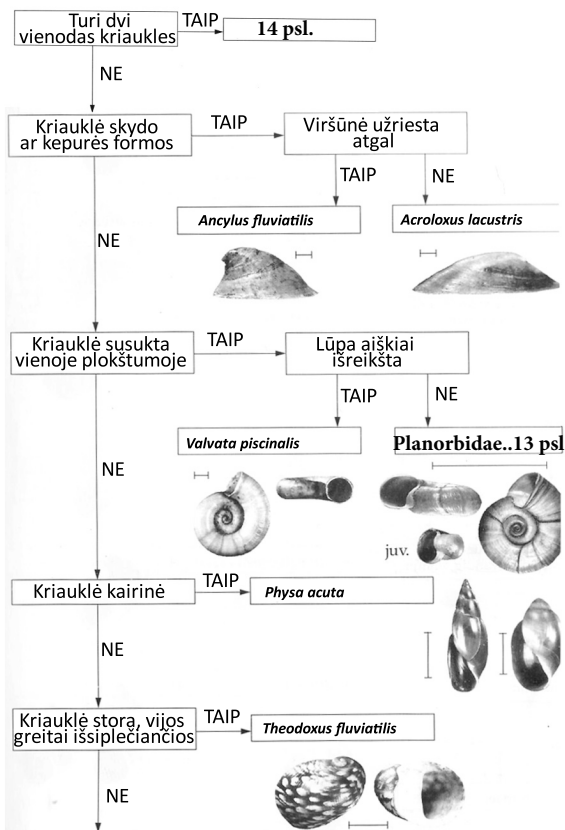 Turi dvi
vienodas kriaukles
TAIP
14 psl.
NE
Kriauklė skydo
ar kepurės formos
TAIP
Viršūnė užriesta
atgal
TAIP
NE
Ancylus fluviatilis
Acroloxus lacustris
NE
Kriauklė susukta
vienoje plokštumoje
TAIP
Lūpa aiškiai
išreikšta
TAIP
NE
Valvata piscinalis
Planorbidae..13 psl
NE
juv.
Kriauklė kairinė
TAIP
Physa acuta
NE
Kriauklė stora, vijos
greitai išsiplečiančios
TAIP
Theodoxus fluviatilis
NE